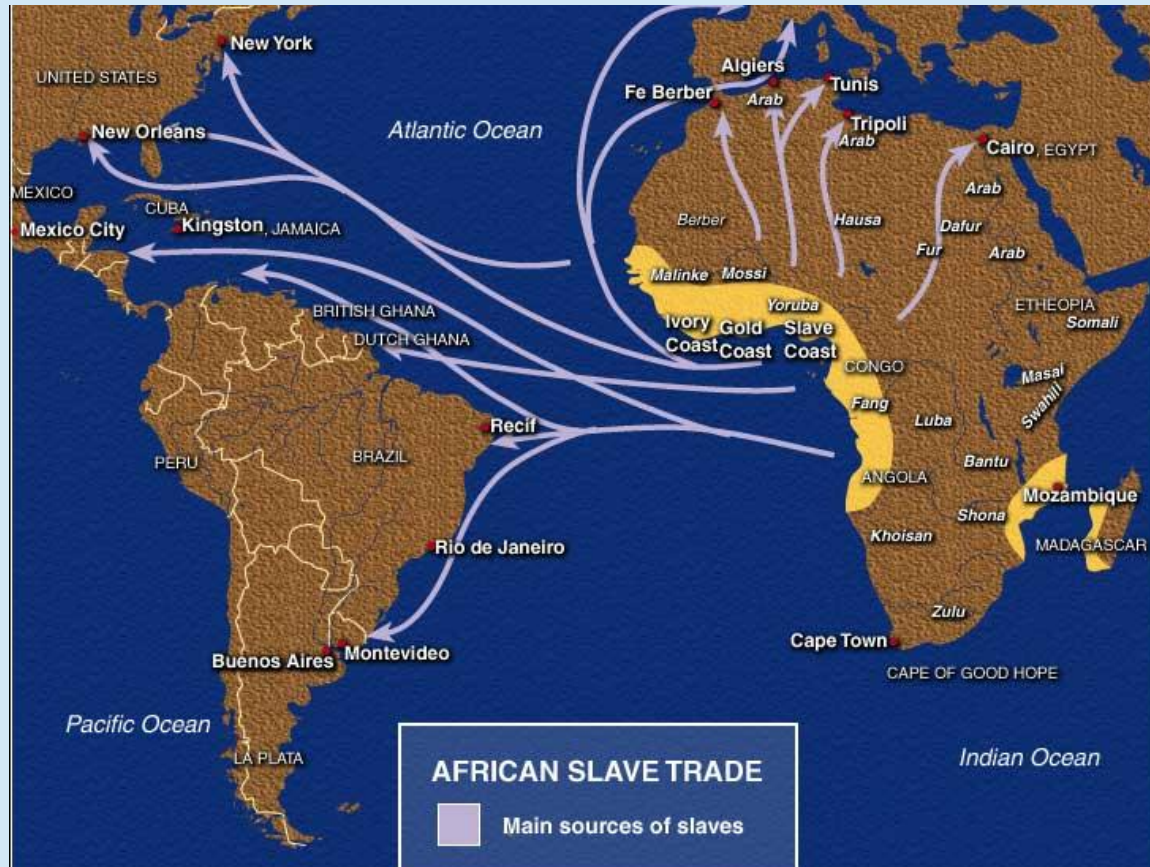 New York
UNITED STATES
New Orleans
Atlantic Ocean
MEXICO
Mexico City
CUBA
Kingston, JAMAICA
Algiers
Tunis
Fe Berber
Arab
Tripoli
Arab
Cairo, EGYPT
Arab
Berber
Hausa
Dafur
Fur
Arab
Malinke
Mossi
ETHEOPIA
Somali
Yoruba
Ivory
Coast
Gold
Coast
Slave
Coast
BRITISH GHANA
DUTCH GHANA
CONGO
Masai
Swahili
Fang
Luba
Recif
BRAZIL
PERU
Bantu
ANGOLA
Mozambique
Shona
Khoisan
MADAGASCAR
Rio de Janeiro
Zulu
Cape Town
CAPE OF GOOD HOPE
Buenos Aires
Montevideo
Pacific Ocean
LA PLATA
Indian Ocean
AFRICAN SLAVE TRADE
Main sources of slaves